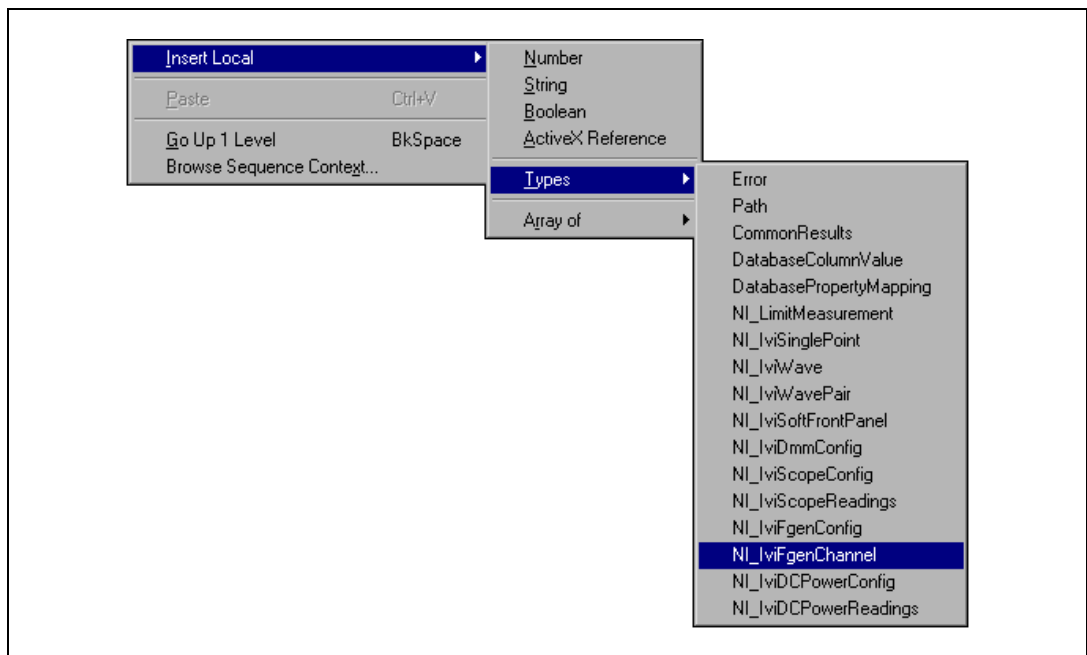 Insert Local
Paste Ctrl+V
Go Up 1 Level BkSpace
Browse Sequence Context...
Number
String
Boolean
ActiveX Reference
Types
Array of
Error
Path
CommonResults
DatabaseColumnValue
DatabasePropertyMapping
NI_LimitMeasurement
NI_IviSinglePoint
NI_IviWave
NI_IviWavePair
NI_IviSoftFrontPanel
NI_IviDmmConfig
NI_IviScopeConfig
NI_IviScopeReadings
NI_IviFgenConfig
NI_IviFgenChannel
NI_IviDCPowerConfig
NI_IviDCPowerReadings